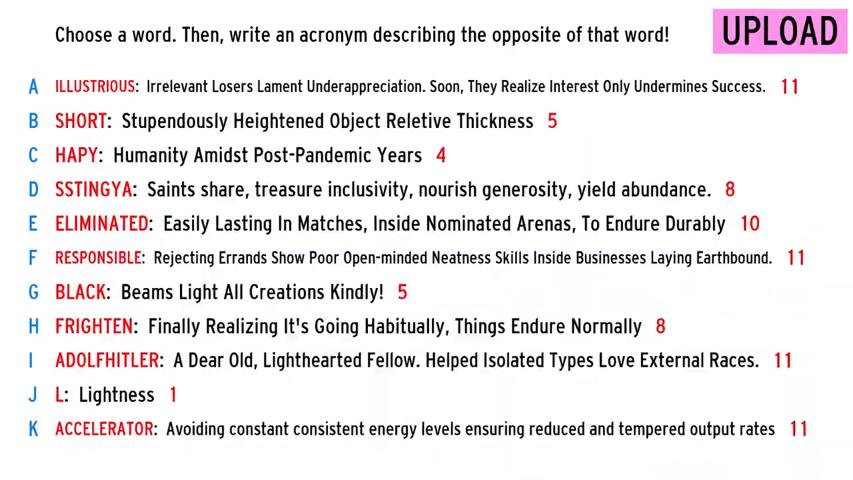 Choose a word. Then, write an acronym describing the opposite of that word!
UPLOAD
A ILLUSTRIOUS: Irrelevant Losers Lament Underappreciation. Soon, They Realize Interest Only Undermines Success. 11
B SHORT: Stupendously Heightened Object Reletive Thickness 5
C HAPY: Humanity Amidst Post-Pandemic Years 4
D SSTINGYA: Saints share, treasure inclusivity, nourish generosity, yield abundance. 8
E ELIMINATED: Easily Lasting In Matches, Inside Nominated Arenas, To Endure Durably 10
F RESPONSIBLE: Rejecting Errands Show Poor Open-minded Neatness Skills Inside Businesses Laying Earthbound. 11
G BLACK: Beams Light All Creations Kindly! 5
H FRIGHTEN: Finally Realizing It's Going Habitually, Things Endure Normally 8
I ADOLFHITLER: A Dear Old, Lighthearted Fellow. Helped Isolated Types Love External Races. 11
J L: Lightness 1
K ACCELERATOR: Avoiding constant consistent energy levels ensuring reduced and tempered output rates 11